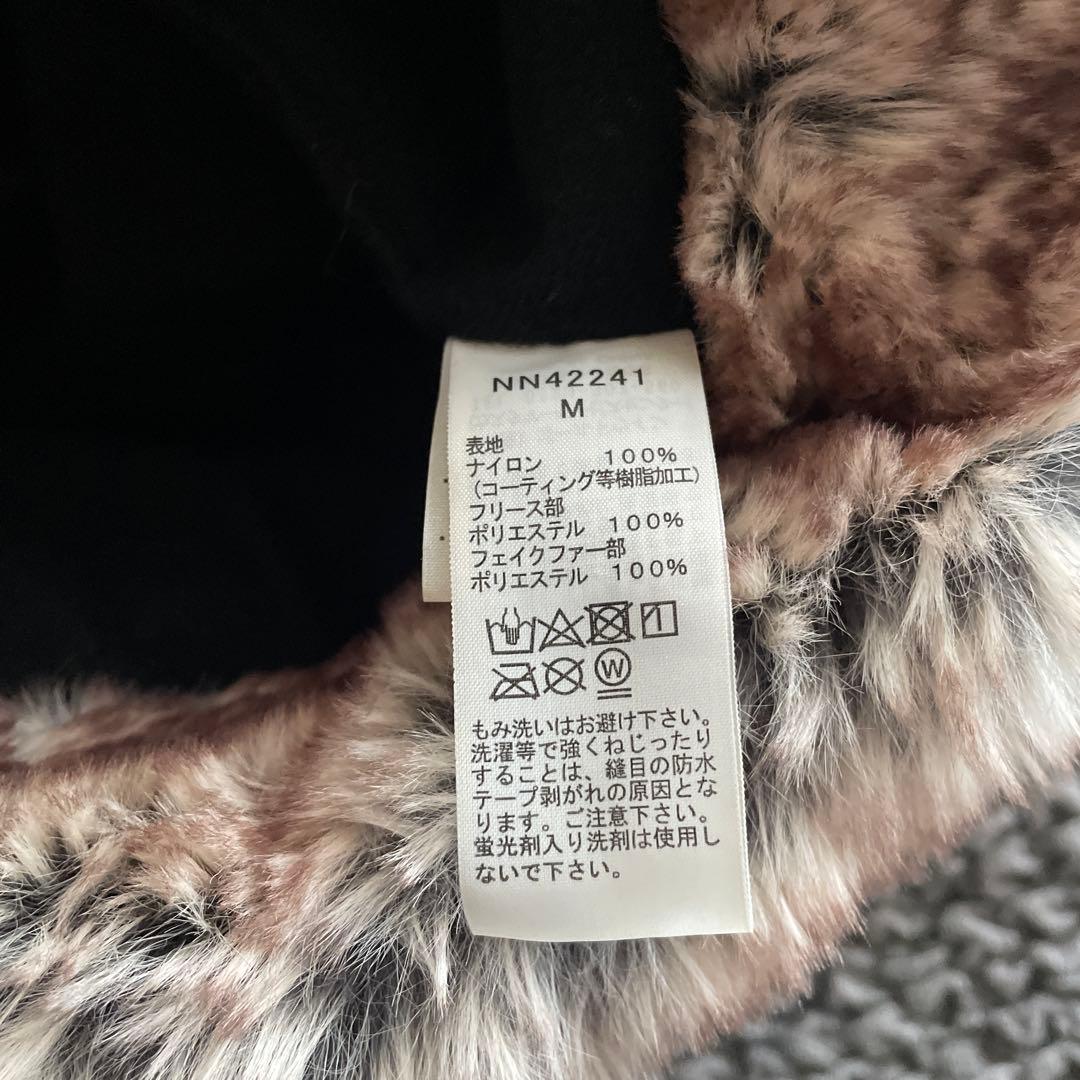 NN42241
M
表地
ナイロン 100%
(コーティング等樹脂加工)
フリース部
ポリエステル 100%
フェイクファー部
ポリエステル 100%
W
もみ洗いはお避け下さい。
洗濯等で強くねじったり
することは、縫目の防水
テープ剥がれの原因とな
ります。ご注意下さい。
蛍光剤入り洗剤は使用し
ないで下さい。